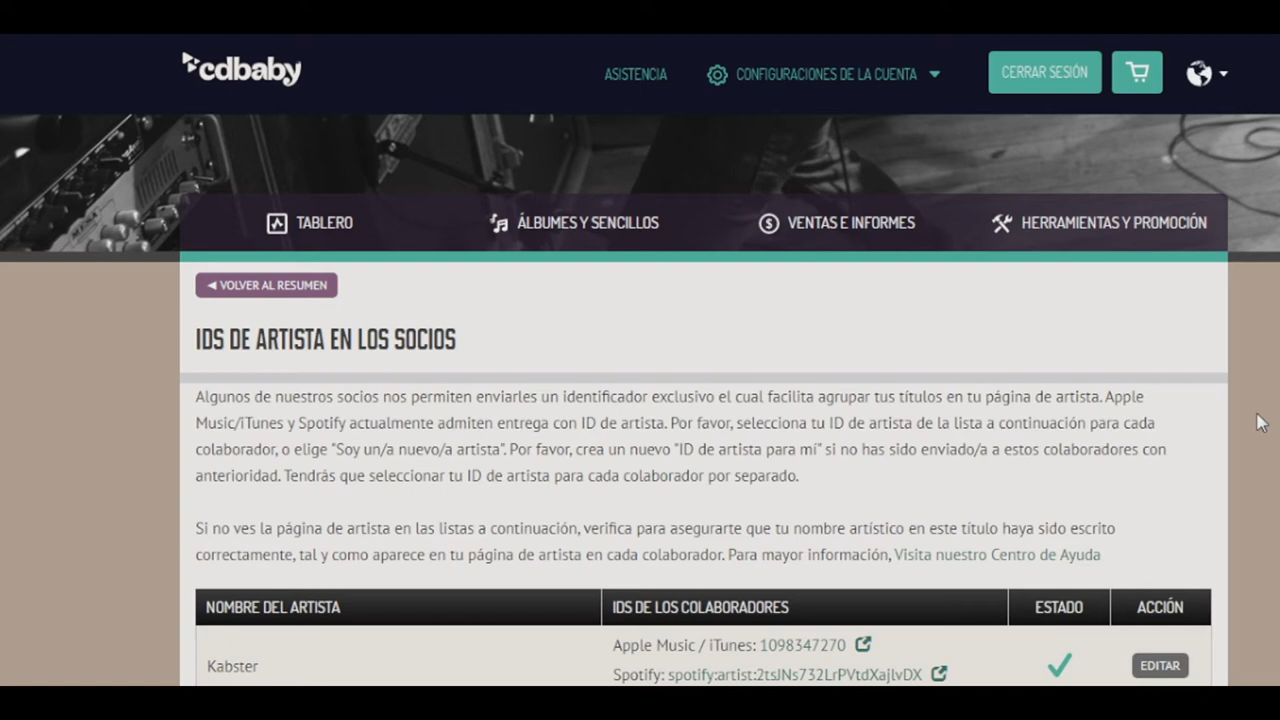 cdbaby
ASISTENCIA
CONFIGURACIONES DE LA CUENTA
CERRAR SESIÓN
TABLERO
ÁLBUMES Y SENCILLOS
VENTAS E INFORMES
HERRAMIENTAS Y PROMOCIÓN
VOLVER AL RESUMEN
IDS DE ARTISTA EN LOS SOCIOS
Algunos de nuestros socios nos permiten enviarles un identificador exclusivo el cual facilita agrupar tus títulos en tu página de artista. Apple
Music/iTunes y Spotify actualmente admiten entrega con ID de artista. Por favor, selecciona tu ID de artista de la lista a continuación para cada
colaborador, o elige "Soy un/a nuevo/a artista". Por favor, crea un nuevo "ID de artista para mí" si no has sido enviado/a a estos colaboradores con
anterioridad. Tendrás que seleccionar tu ID de artista para cada colaborador por separado.
Si no ves la página de artista en las listas a continuación, verifica para asegurarte que tu nombre artístico en este título haya sido escrito
correctamente, tal y como aparece en tu página de artista en cada colaborador. Para mayor información, Visita nuestro Centro de Ayuda
NOMBRE DEL ARTISTA
IDS DE LOS COLABORADORES
ESTADO
ACCIÓN
Kabster
Apple Music / iTunes: 1098347270
Spotify: spotify:artist:2tsJNs732LrPVtdXajlvDX
EDITAR